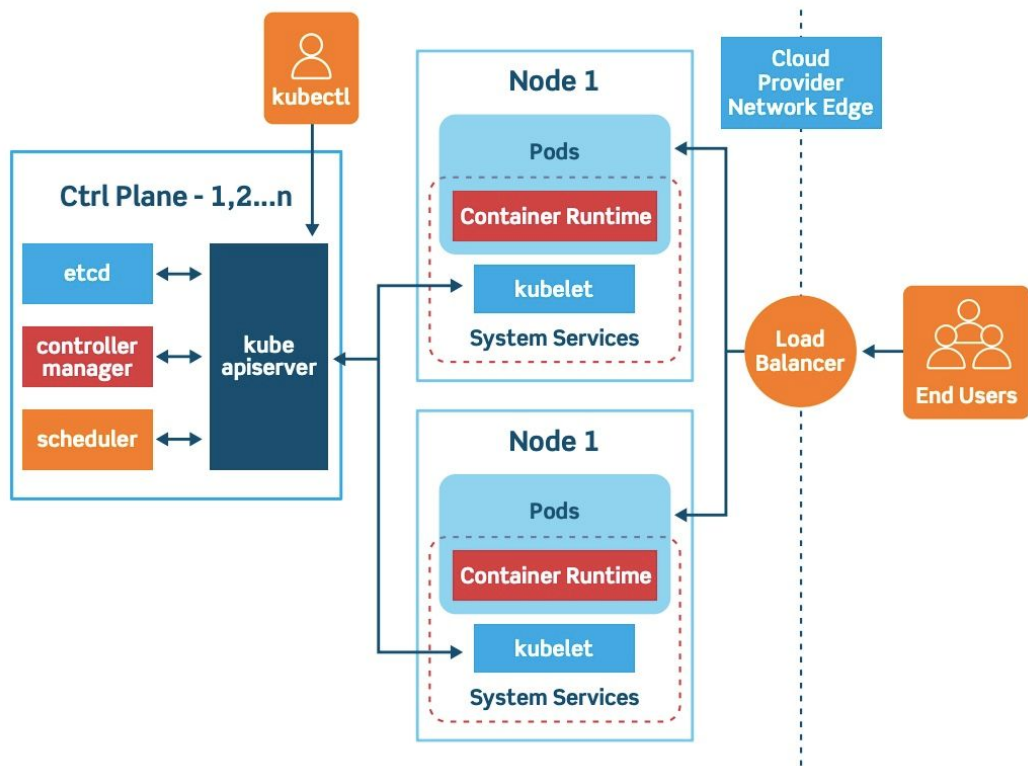 kubectl
Ctrl Plane - 1,2...n
etcd
controller
manager
scheduler
kube
apiserver
Node 1
Pods
Container Runtime
kubelet
System Services
Node 1
Pods
Container Runtime
kubelet
System Services
Cloud
Provider
Network Edge
Load
Balancer
End Users